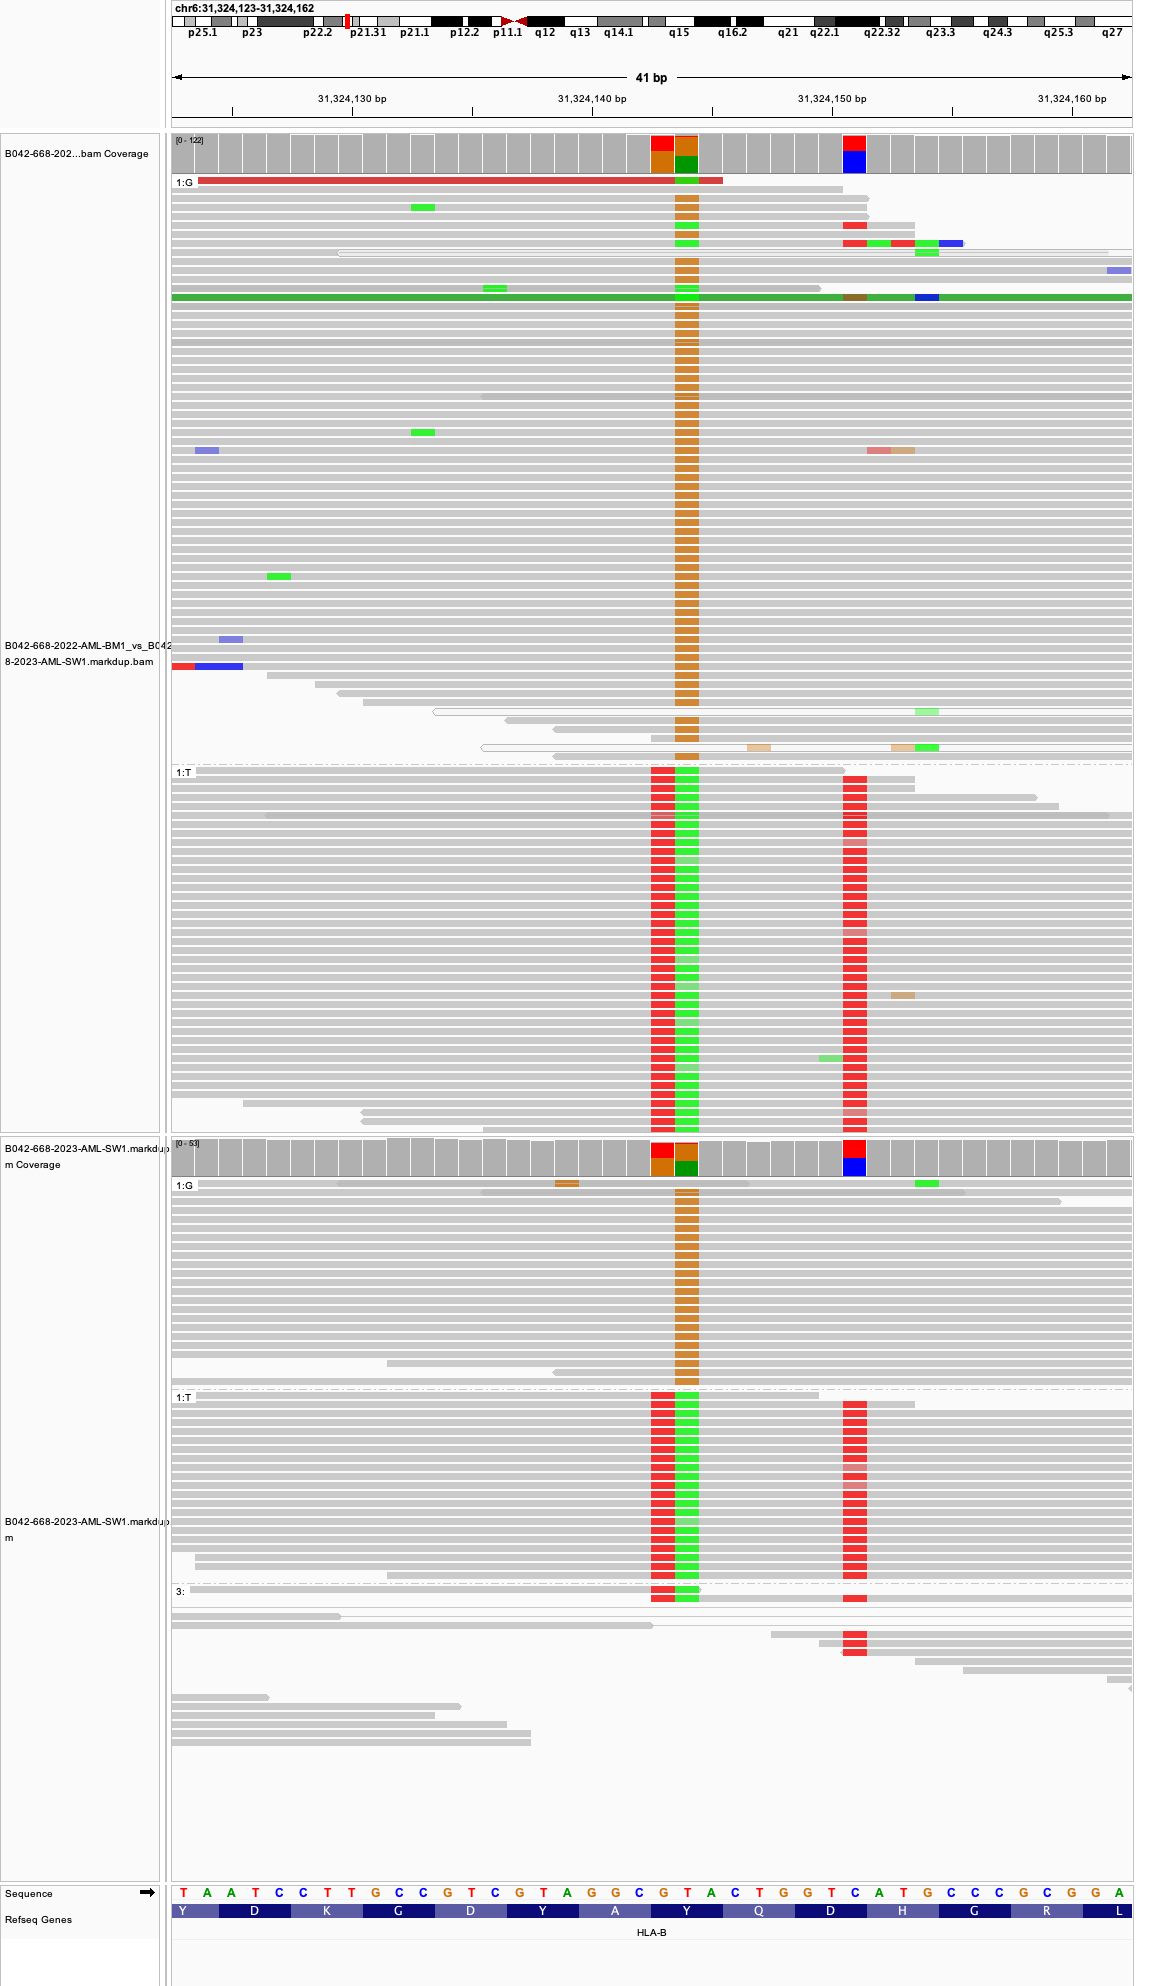 chr6:31,324,123-31,324,162
p25.1 p23 p22.2 p21.31 p21.1 p12.2 p11.1 q12 q13 q14.1 q15 q16.2 q21 q22.1 q22.32 q23.3 q24.3 q25.3 q27
41 bp
31,324,130 bp 31,324,140 bp 31,324,150 bp 31,324,160 bp
B042-668-202...bam Coverage
[0 - 122]
1:G
B042-668-2022-AML-BM1_vs_B042
8-2023-AML-SW1.markdup.bam
1:T
B042-668-2023-AML-SW1.markdup
m Coverage
[0 - 53]
1:G
1:T
B042-668-2023-AML-SW1.markdup
m
3:
Sequence
T A A T C C T T G C C G T C G T A G G C G T A C T G G T C A T G C C C G C G G A
Refseq Genes
Y D K G D Y A Y Q D H G R L
HLA-B